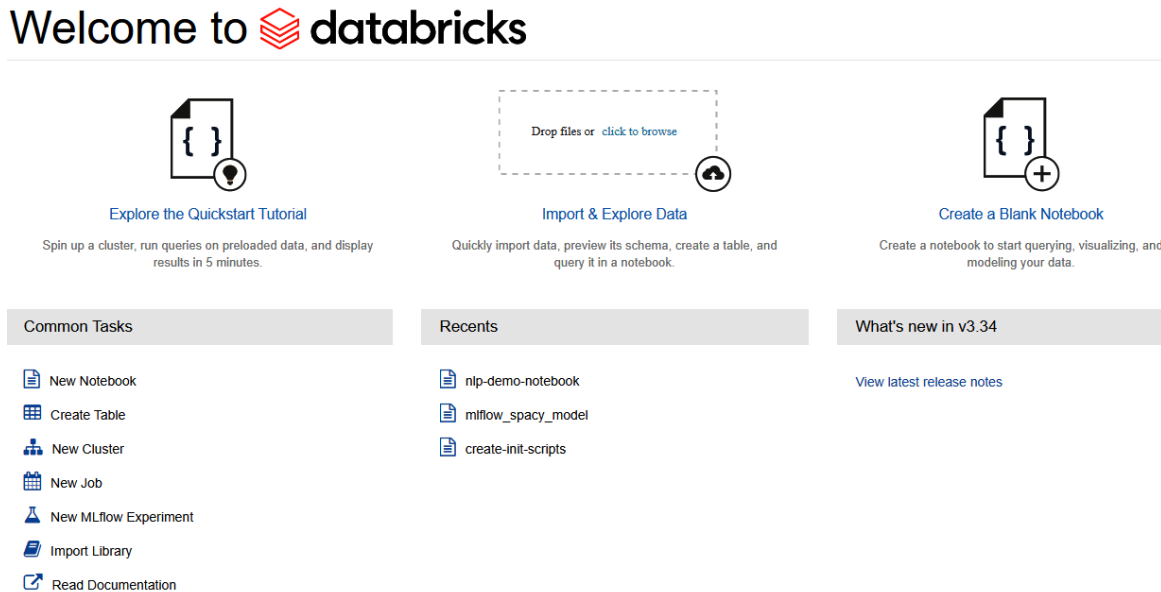 Welcome to databricks
{ }
Drop files or click to browse
{ }
Explore the Quickstart Tutorial
Import & Explore Data
Create a Blank Notebook
Spin up a cluster, run queries on preloaded data, and display
results in 5 minutes.
Quickly import data, preview its schema, create a table, and
query it in a notebook.
Create a notebook to start querying, visualizing, and
modeling your data.
Common Tasks
New Notebook
Create Table
New Cluster
New Job
New MLflow Experiment
Import Library
Read Documentation
Recents
nlp-demo-notebook
mlflow_spacy_model
create-init-scripts
What's new in v3.34
View latest release notes